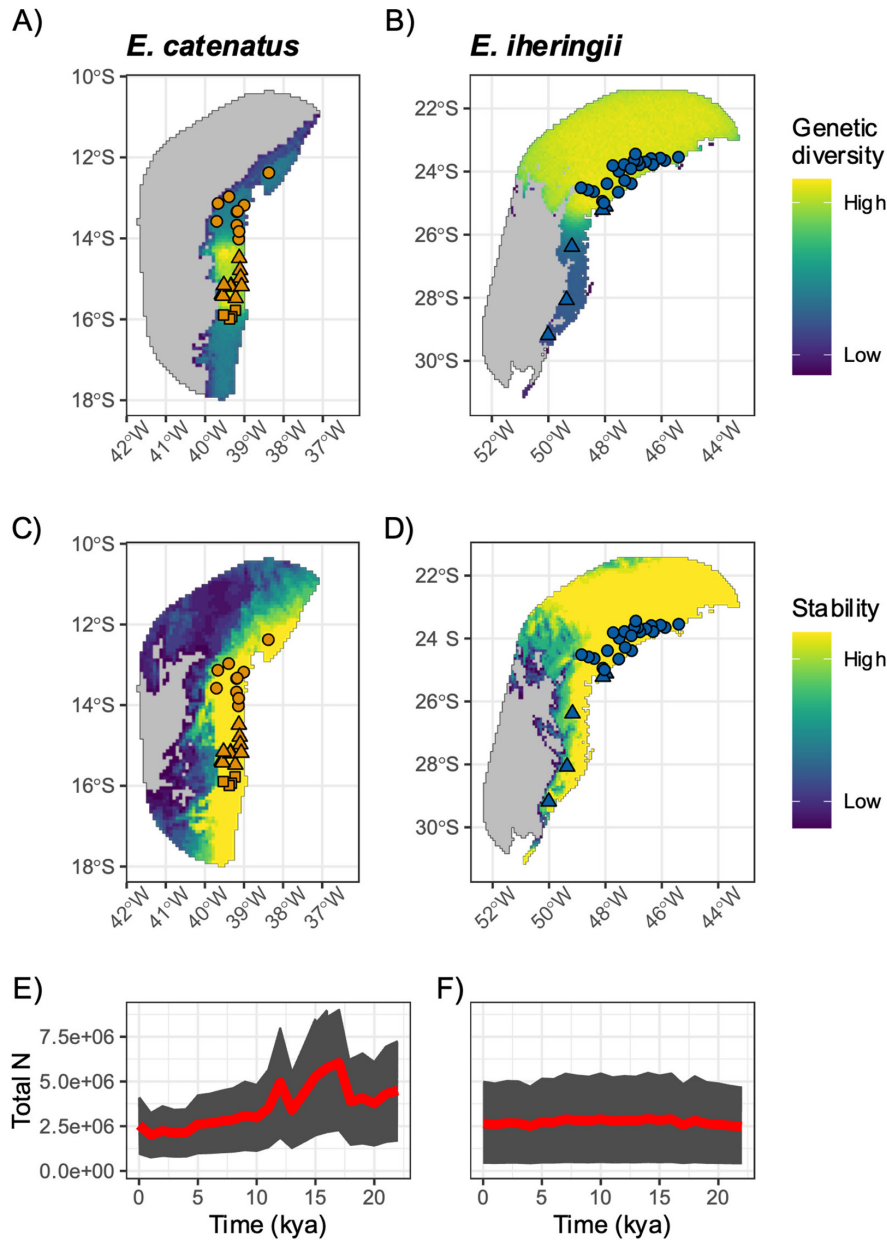 A)
E. catenatus
10°S
12°S
14°S
16°S
18°S
42°W
41°W
40°W
39°W
38°W
37°W
B)
E. iheringii
22°S
24°S
26°S
28°S
30°S
52°W
50°W
48°W
46°W
44°W
Genetic
diversity
High
Low
C)
10°S
12°S
14°S
16°S
18°S
42°W
41°W
40°W
39°W
38°W
37°W
D)
22°S
24°S
26°S
28°S
30°S
52°W
50°W
48°W
46°W
44°W
Stability
High
Low
E)
Total N
7.5e+06
5.0e+06
2.5e+06
0.0e+00
0
5
10
15
20
Time (kya)
F)
0
5
10
15
20
Time (kya)